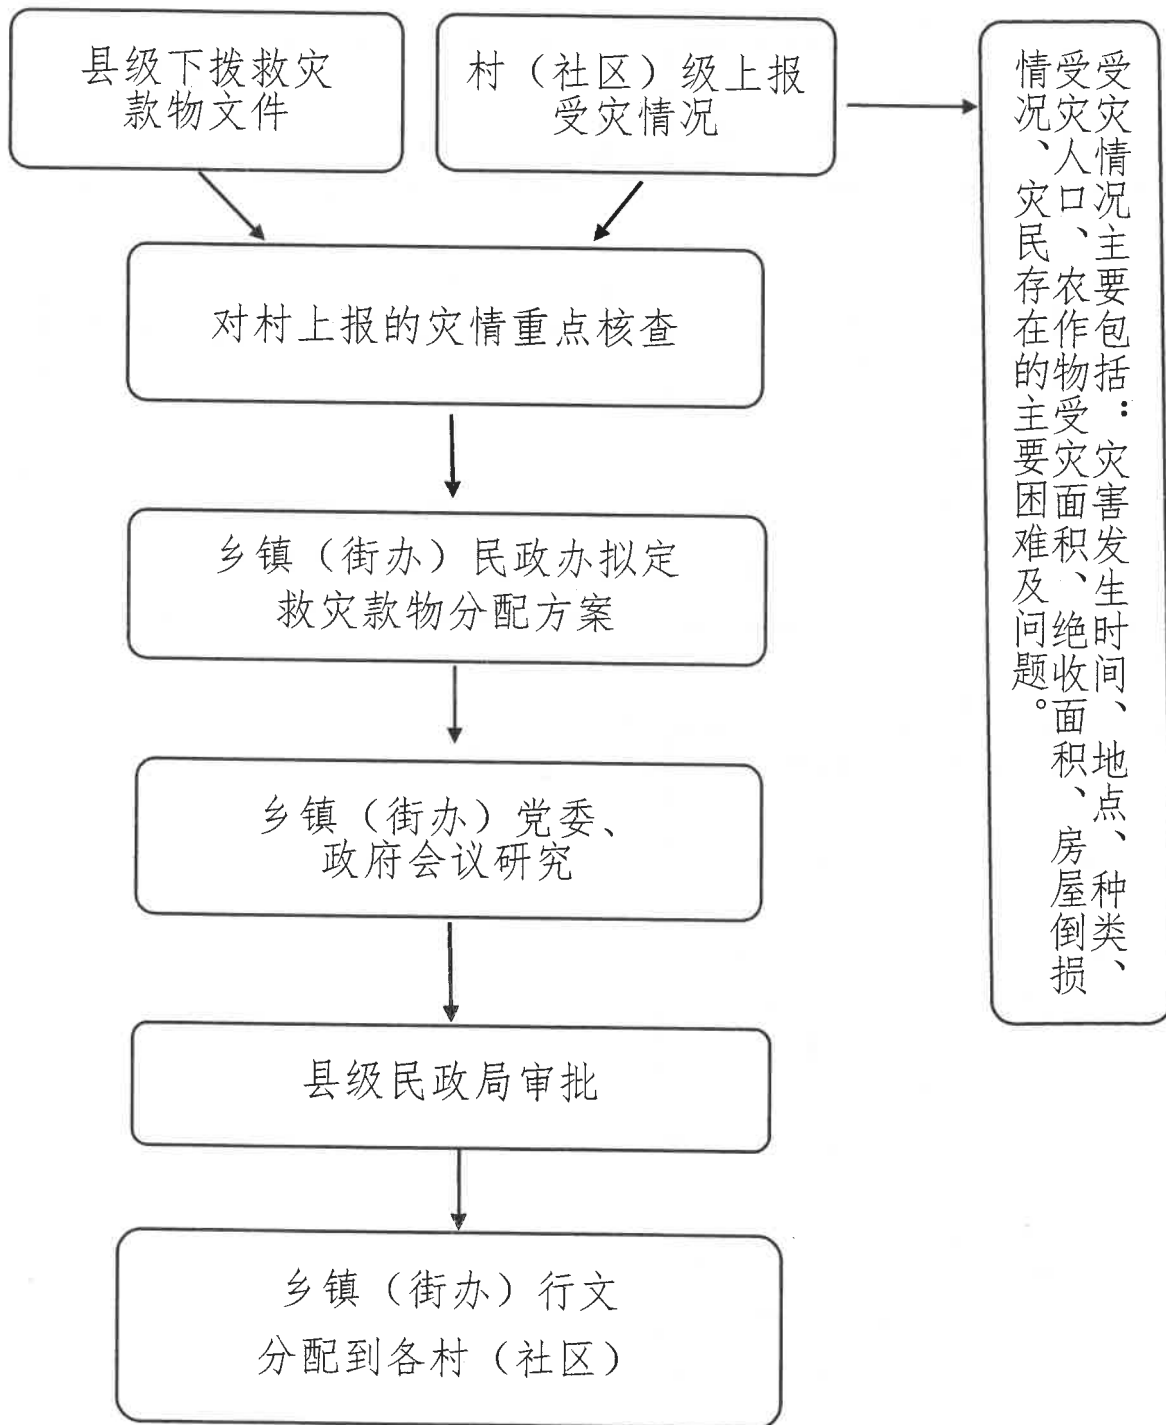 县级下拨救灾
款物文件
村（社区）级上报
受灾情况
受灾情况主要包括：灾害发生时间、地点、种类、
受灾人口、农作物受灾面积、绝收面积、房屋倒损
情况、灾民存在的主要困难及问题。
对村上报的灾情重点核查
乡镇（街办）民政办拟定
救灾款物分配方案
乡镇（街办）党委、
政府会议研究
县级民政局审批
乡镇（街办）行文
分配到各村（社区）